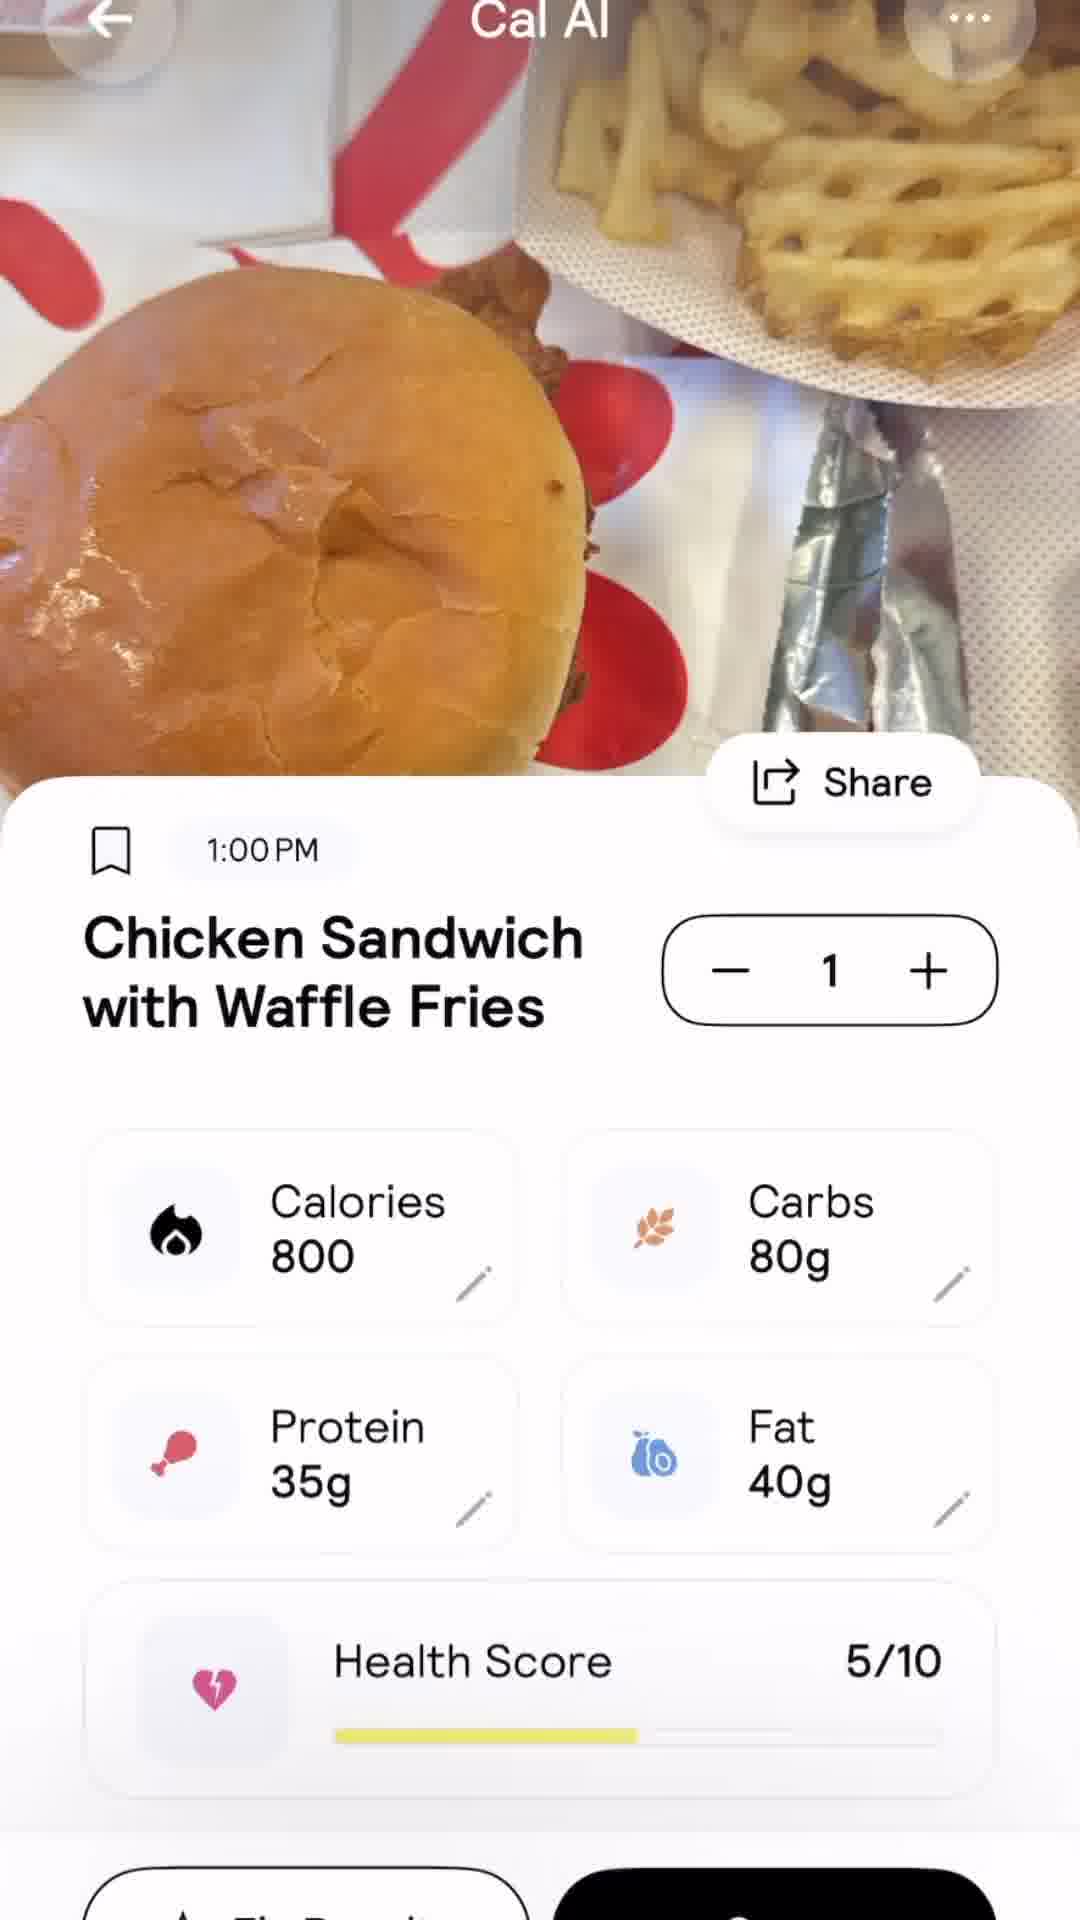 Cal AI
Share
1:00 PM
Chicken Sandwich
with Waffle Fries
1
Calories
800
Carbs
80g
Protein
35g
Fat
40g
Health Score
5/10